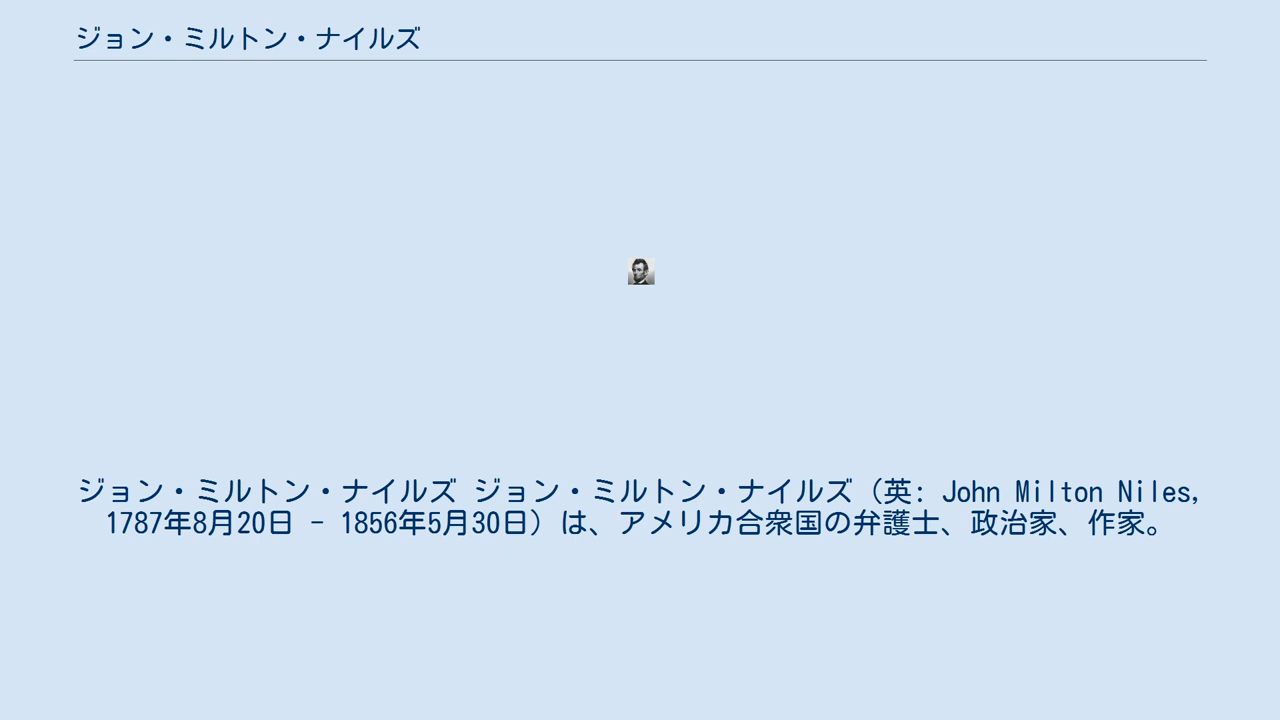 ジョン・ミルトン・ナイルズ
ジョン・ミルトン・ナイルズ ジョン・ミルトン・ナイルズ（英: John Milton Niles,
1787年8月20日 - 1856年5月30日）は、アメリカ合衆国の弁護士、政治家、作家。